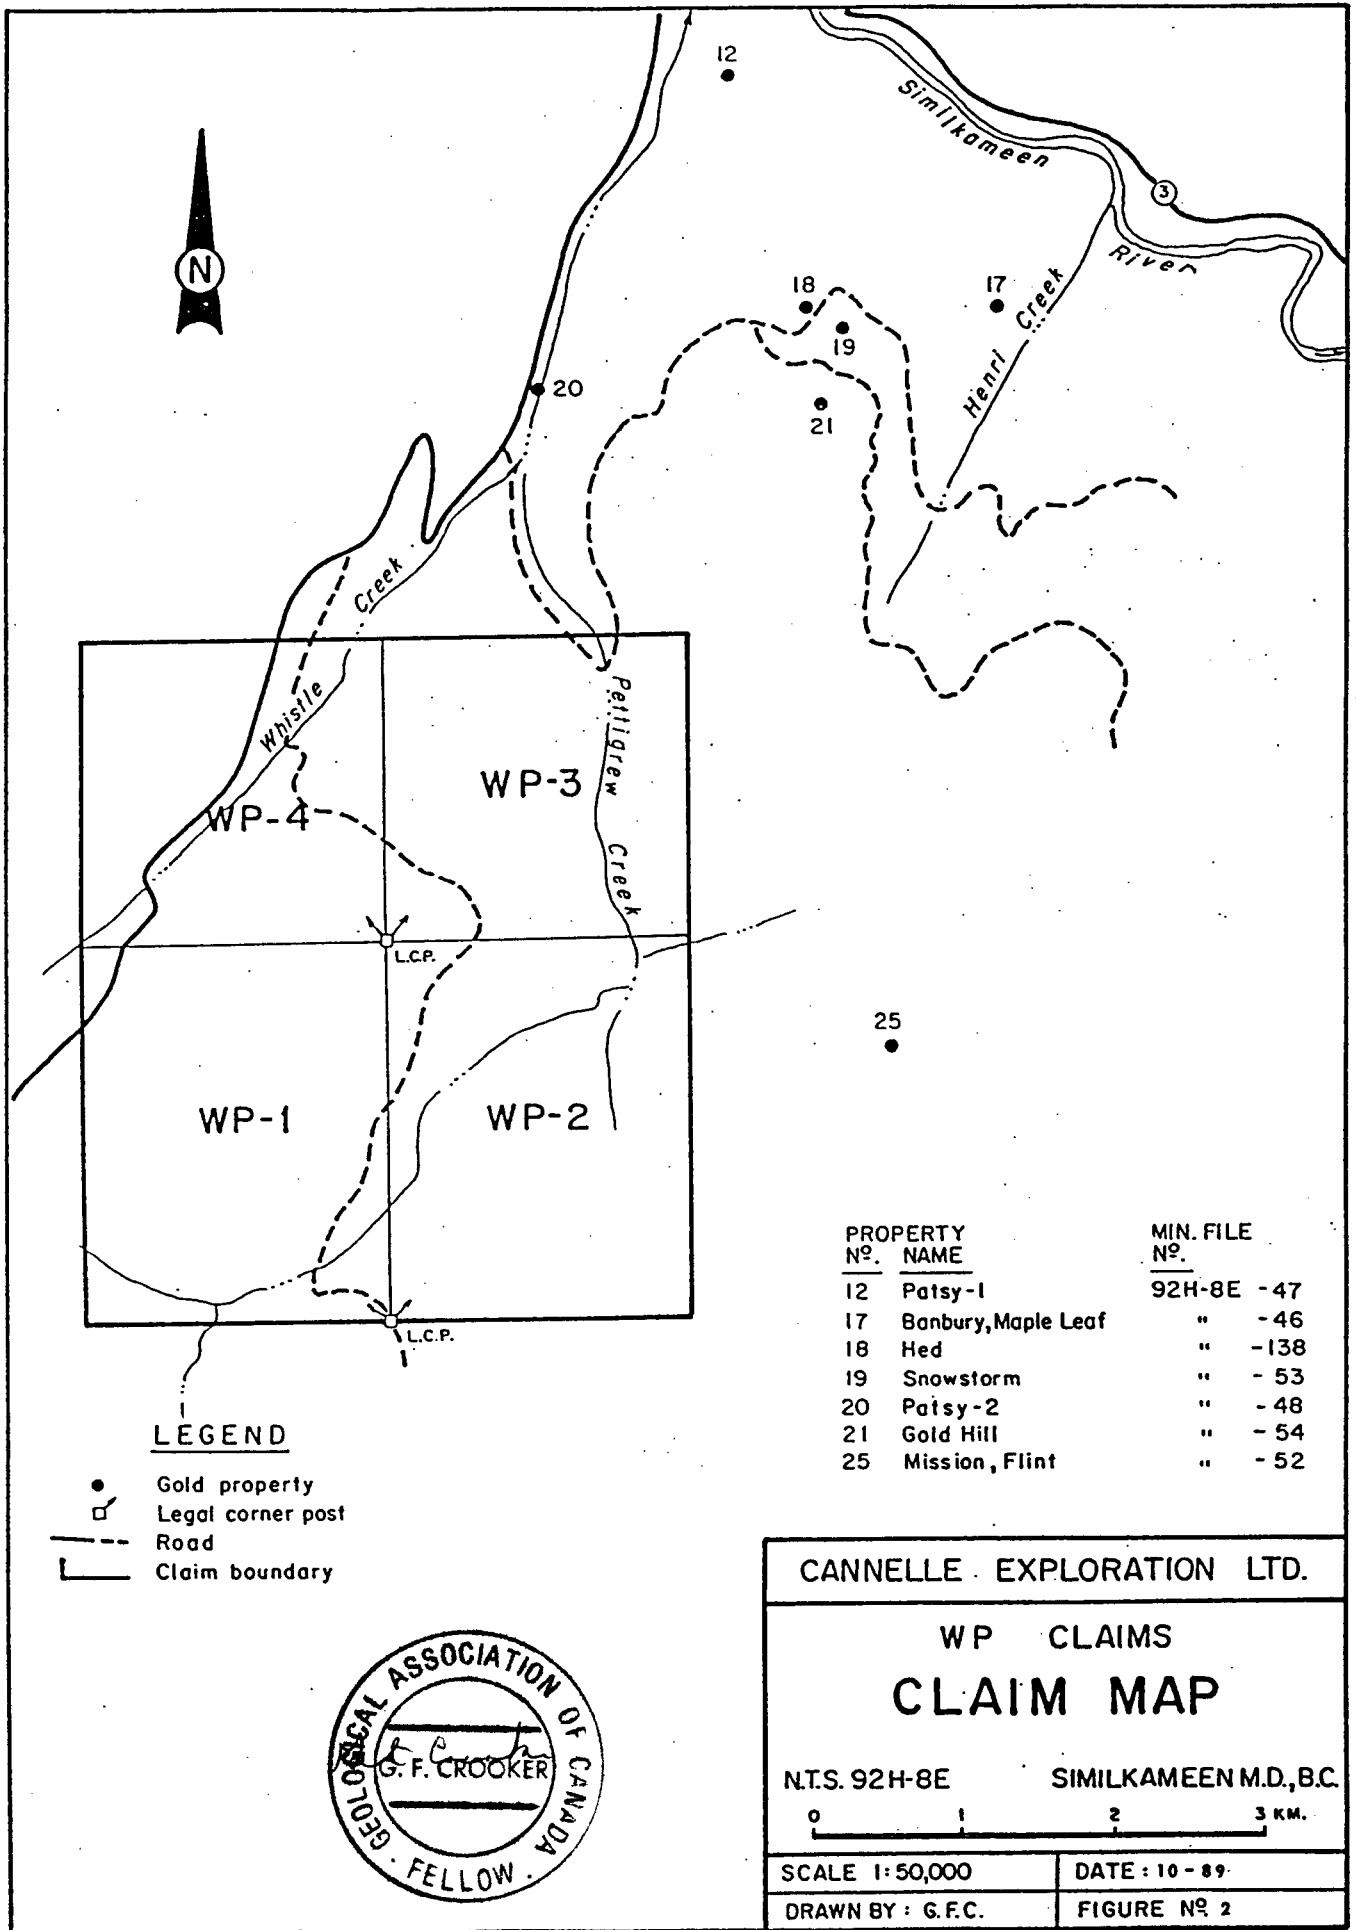 12
Similkameen
3
River
N
18
17
Henri Creek
19
20
21
Whistle Creek
Pettigrew Creek
WP-3
WP-4
L.C.P.
25
WP-1
WP-2
L.C.P.
PROPERTY MIN. FILE
Nº. NAME Nº.
12 Patsy-1 92H-8E -47
17 Banbury, Maple Leaf " -46
18 Hed " -138
19 Snowstorm " - 53
20 Patsy-2 " - 48
21 Gold Hill " - 54
25 Mission, Flint " - 52
LEGEND
Gold property
Legal corner post
Road
Claim boundary
GEOLOGICAL ASSOCIATION OF CANADA
G. F. CROOKER
FELLOW
CANNELLE EXPLORATION LTD.
WP CLAIMS
CLAIM MAP
N.T.S. 92H-8E SIMILKAMEEN M.D., B.C.
0 1 2 3 KM.
SCALE 1:50,000 DATE: 10-89
DRAWN BY: G.F.C. FIGURE Nº 2